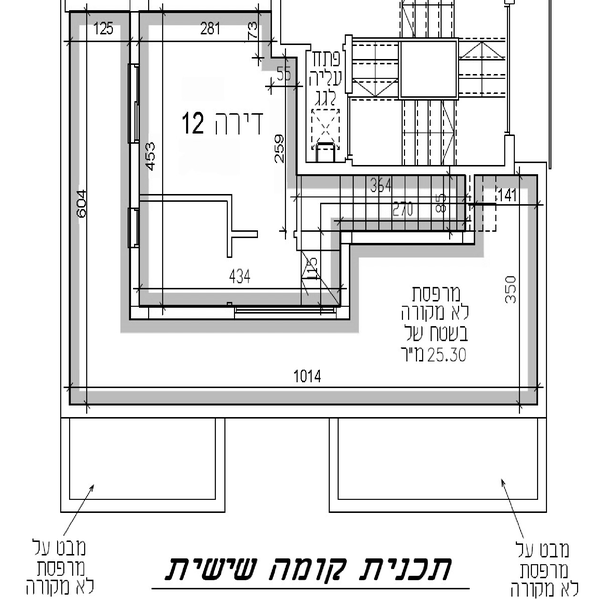 125
281
73
55
פתח
עליה
לגג
דירה 12
453
259
604
364
270
85
141
434
115
350
מרפסת
לא מקורה
בשטח של
25.30 מ"ר
1014
מבט על
מרפסת
לא מקורה
תכנית קומה שישית
מבט על
מרפסת
לא מקורה